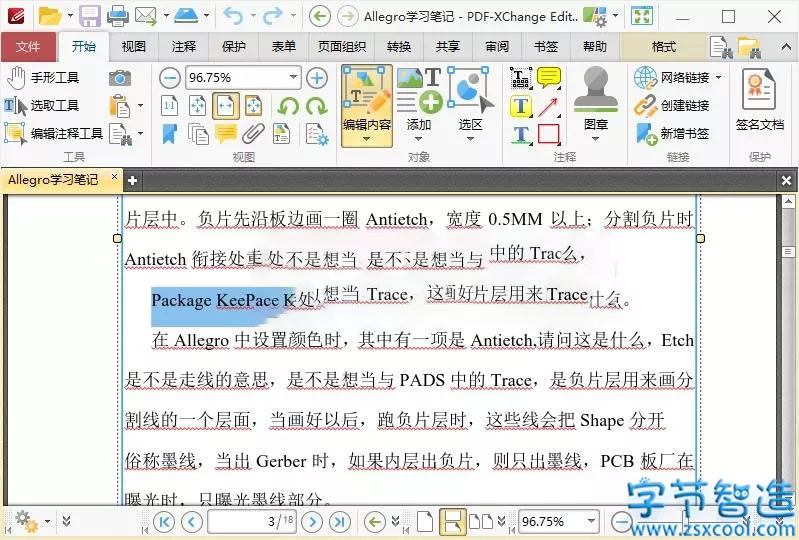 Allegro学习笔记 - PDF-XChange Edit..
文件 开始 视图 注释 保护 表单 页面组织 转换 共享 审阅 书签 帮助 格式
手形工具
选取工具
编辑注释工具
工具
96.75%
视图
编辑内容
添加
选区
对象
注释
图章
网络链接
创建链接
新增书签
链接
签名文档
保护
Allegro学习笔记
片层中。负片先沿板边画一圈 Antietch，宽度 0.5MM 以上；分割负片时
Antietch 衔接处重 处不是想当 是不是想当与 中的 Trac么，
Package KeePace K 处 想当 Trace，这 好片层用来 Trace什么。
在 Allegro 中设置颜色时，其中有一项是 Antietch,请问这是什么，Etch
是不是走线的意思，是不是想当与 PADS 中的 Trace，是负片层用来画分
割线的一个层面，当画好以后，跑负片层时，这些线会把 Shape 分开
俗称墨线，当出 Gerber 时，如果内层出负片，则只出墨线，PCB 板厂在
曝光时，只曝光墨线部分。
3 /18
96.75%
字节智造
www.zsxcool.com